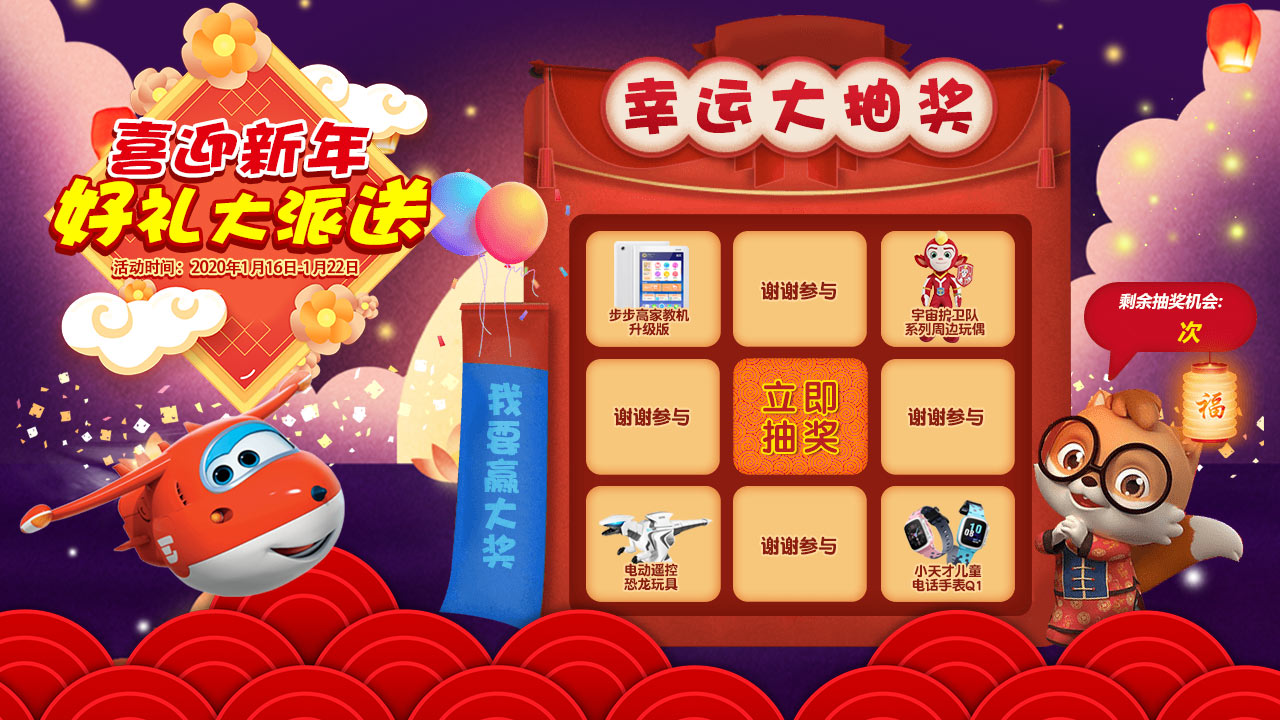 喜迎新年
好礼大派送
活动时间：2020年1月16日-1月22日
我要赢大奖
幸运大抽奖
步步高家教机
升级版
谢谢参与
宇宙护卫队
系列周边玩偶
谢谢参与
立即
抽奖
谢谢参与
电动遥控
恐龙玩具
谢谢参与
小天才儿童
电话手表Q1
剩余抽奖机会:
次
福